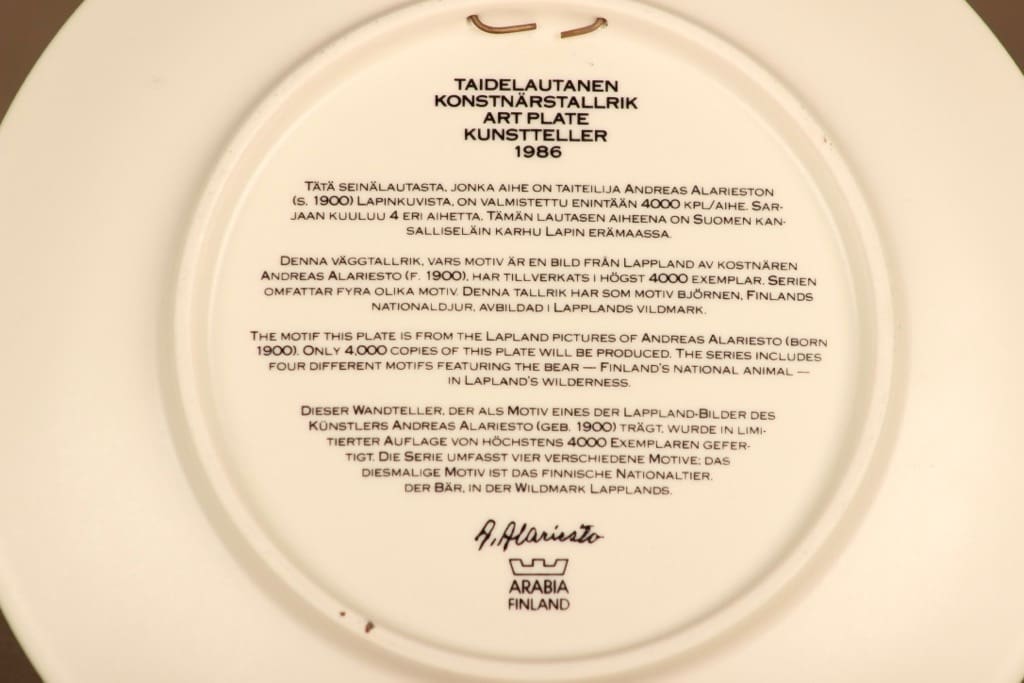 TAIDELAUTANEN
KONSTNÄRSTALLRIK
ART PLATE
KUNSTTELLER
1986
TÄTÄ SEINÄLAUTASTA, JONKA AIHE ON TAITEILIJA ANDREAS ALARIESTON
(S. 1900) LAPINKUVISTA, ON VALMISTETTU ENINTÄÄN 4000 KPL/AIHE. SAR-
JAAN KUULUU 4 ERI AIHETTA. TÄMÄN LAUTASEN AIHEENA ON SUOMEN KAN-
SALLISELÄIN KARHU LAPIN ERÄMAASSA.
DENNA VÄGGTALLRIK, VARS MOTIV ÄR EN BILD FRÅN LAPPLAND AV KOSTNÄREN
ANDREAS ALARIESTO (F. 1900), HAR TILLVERKATS I HÖGST 4000 EXEMPLAR. SERIEN
OMFATTAR FYRA OLIKA MOTIV. DENNA TALLRIK HAR SOM MOTIV BJÖRNEN, FINLANDS
NATIONALDJUR, AVBILDAD I LAPPLANDS VILDMARK.
THE MOTIF THIS PLATE IS FROM THE LAPLAND PICTURES OF ANDREAS ALARIESTO (BORN
1900). ONLY 4,000 COPIES OF THIS PLATE WILL BE PRODUCED. THE SERIES INCLUDES
FOUR DIFFERENT MOTIFS FEATURING THE BEAR — FINLAND'S NATIONAL ANIMAL —
IN LAPLAND'S WILDERNESS.
DIESER WANDTELLER, DER ALS MOTIV EINES DER LAPPLAND-BILDER DES
KÜNSTLERS ANDREAS ALARIESTO (GEB. 1900) TRÄGT, WURDE IN LIMI-
TIERTER AUFLAGE VON HÖCHSTENS 4000 EXEMPLAREN GEFER-
TIGT. DIE SERIE UMFASST VIER VERSCHIEDENE MOTIVE; DAS
DIESMALIGE MOTIV IST DAS FINNISCHE NATIONALTIER.
DER BÄR, IN DER WILDMARK LAPPLANDS.
A. Alariesto
ARABIA
FINLAND